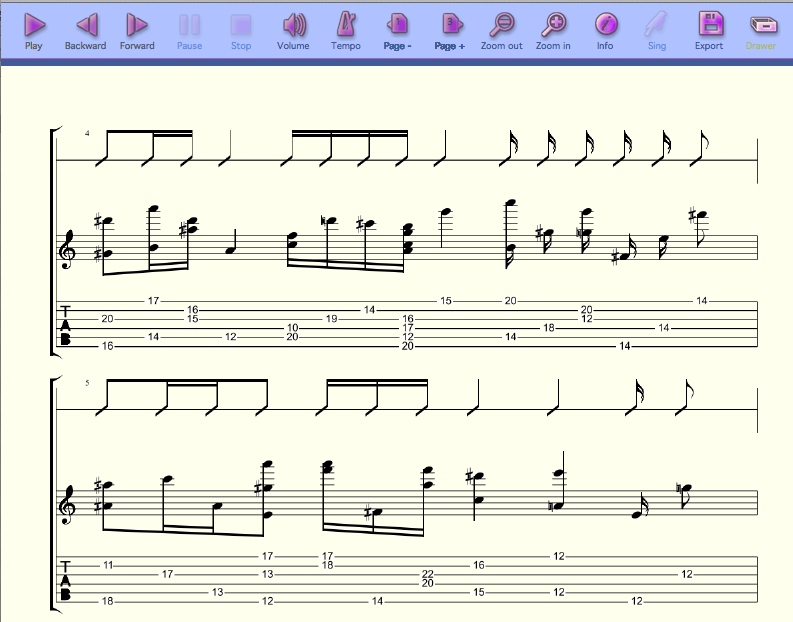 1 3
Play Backward Forward Pause Stop Volume Tempo Page - Page + Zoom out Zoom in Info Sing Export Drawer
4
17 15 20 14
T 16 14 20
20 15 19 16 12
A 10 17 18 14
B 14 12 20 12 14
16 20 14
5
17 17 12
T 11 18 16
17 13 22 12
A 20
B 13 15 12
18 12 14 12